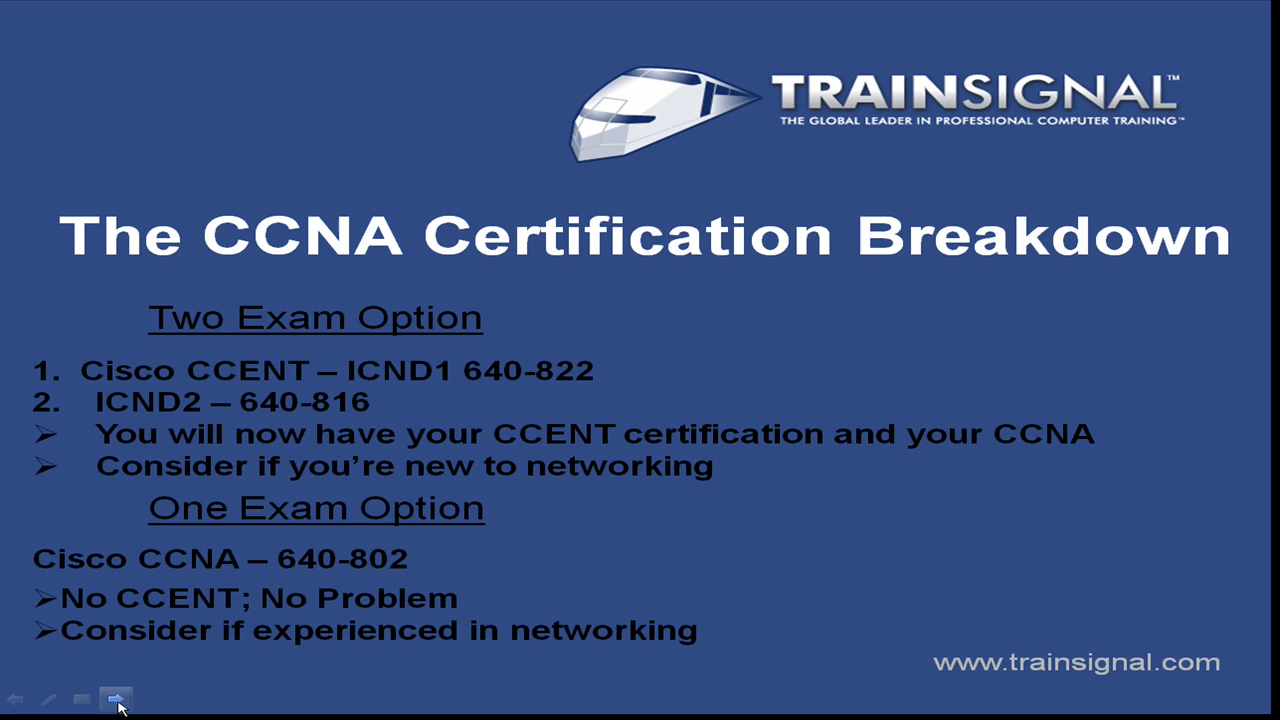 TRAINSIGNAL™
THE GLOBAL LEADER IN PROFESSIONAL COMPUTER TRAINING™
The CCNA Certification Breakdown
Two Exam Option
1. Cisco CCENT – ICND1 640-822
2. ICND2 – 640-816
➢ You will now have your CCENT certification and your CCNA
➢ Consider if you’re new to networking
One Exam Option
Cisco CCNA – 640-802
➢No CCENT; No Problem
➢Consider if experienced in networking
www.trainsignal.com